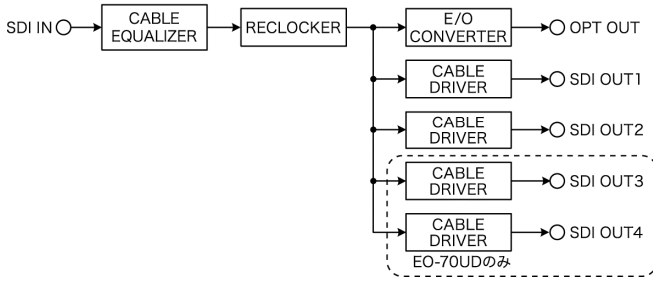 SDI IN
CABLE
EQUALIZER
RECLOCKER
E/O
CONVERTER
OPT OUT
CABLE
DRIVER
SDI OUT1
CABLE
DRIVER
SDI OUT2
CABLE
DRIVER
SDI OUT3
CABLE
DRIVER
SDI OUT4
EO-70UDのみ